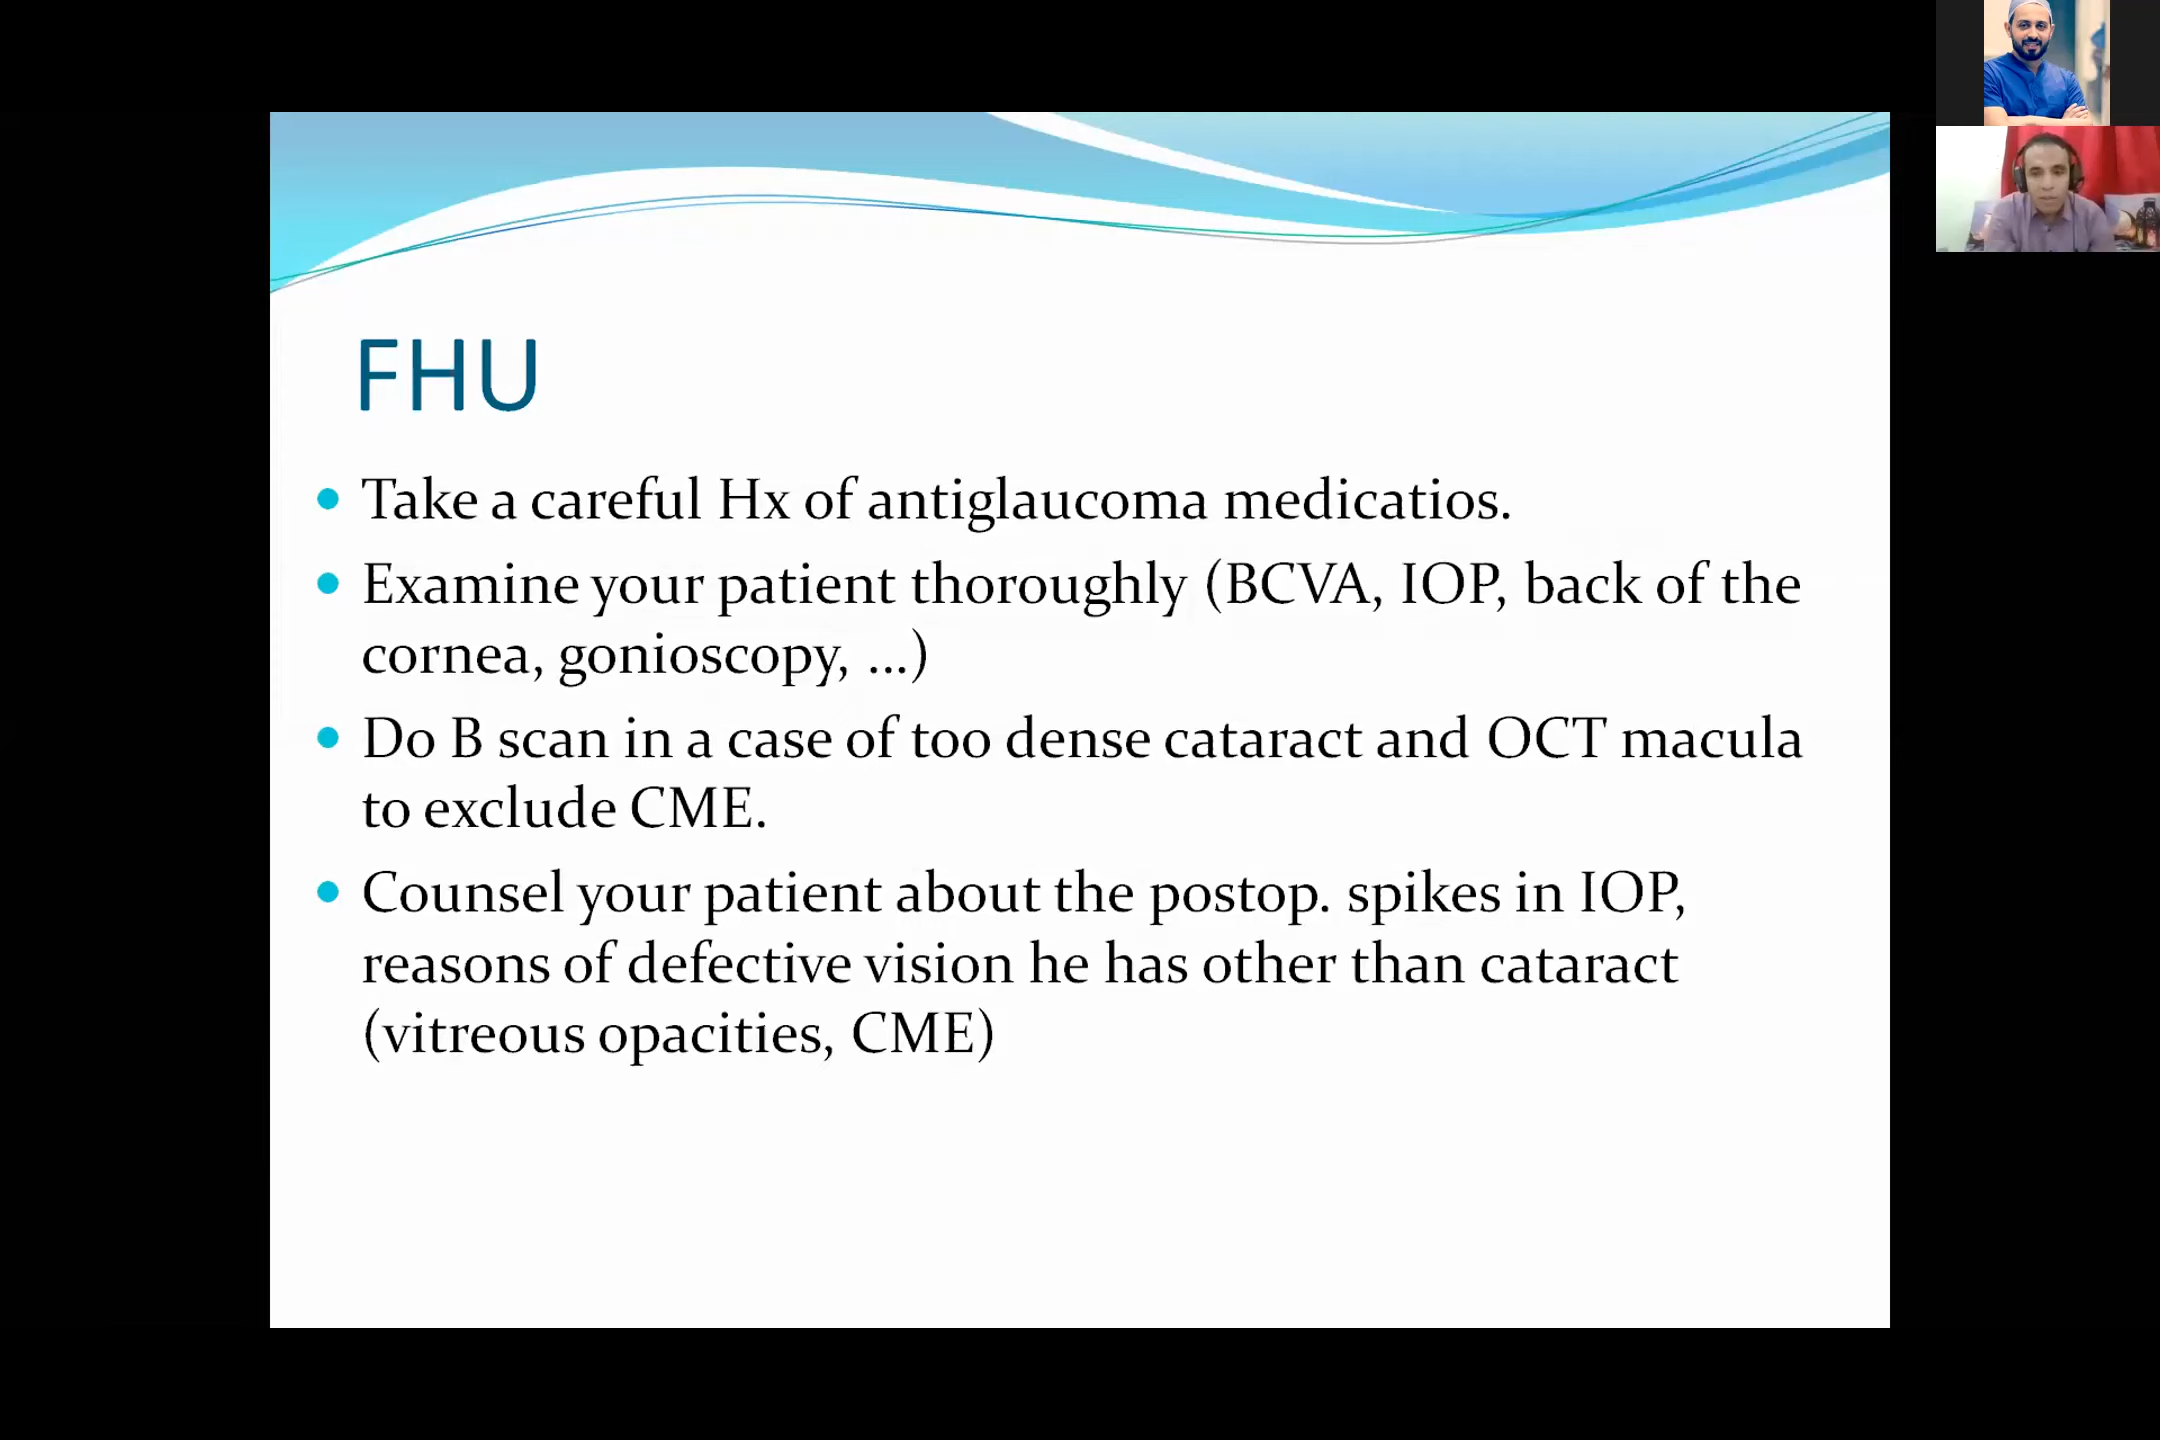 FHU
Take a careful Hx of antiglaucoma medicatios.
Examine your patient thoroughly (BCVA, IOP, back of the
cornea, gonioscopy, ...)
Do B scan in a case of too dense cataract and OCT macula
to exclude CME.
Counsel your patient about the postop. spikes in IOP,
reasons of defective vision he has other than cataract
(vitreous opacities, CME)